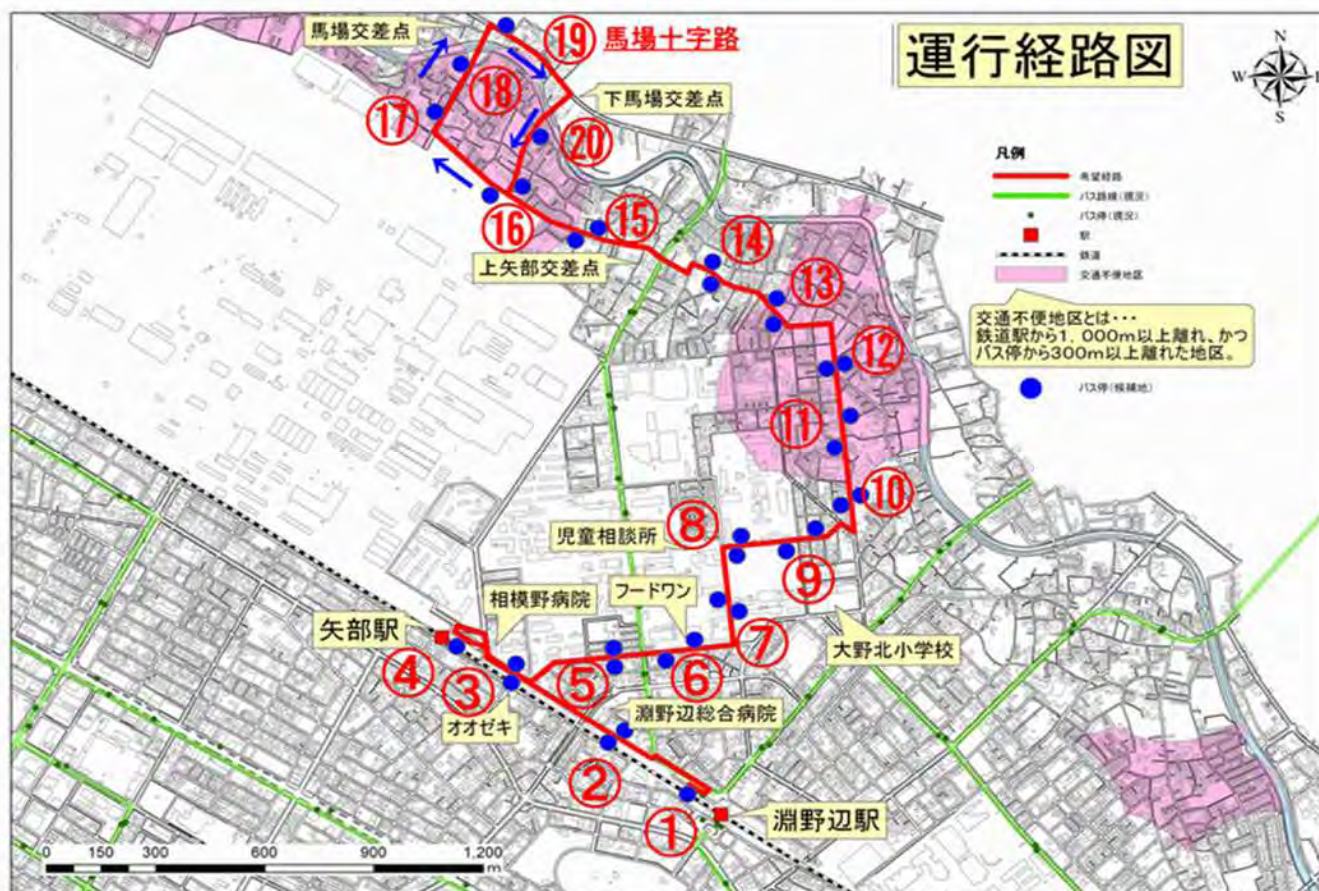 運行経路図
馬場交差点
⑲ 馬場十字路
⑱
下馬場交差点
⑰
⑳
N
W
E
S
凡例
希望経路
バス路線(現況)
バス停(現況)
駅
鉄道
交通不便地区
交通不便地区とは・・・
鉄道駅から1,000m以上離れ、かつ
バス停から300m以上離れた地区。
バス停(候補地)
⑯
⑮
上矢部交差点
⑭
⑬
⑫
⑪
⑩
⑧
児童相談所
⑨
相模野病院
フードワン
⑦
大野北小学校
矢部駅
④
③
⑤
⑥
オオゼキ
淵野辺総合病院
②
①
淵野辺駅
0 150 300 600 900 1,200
m